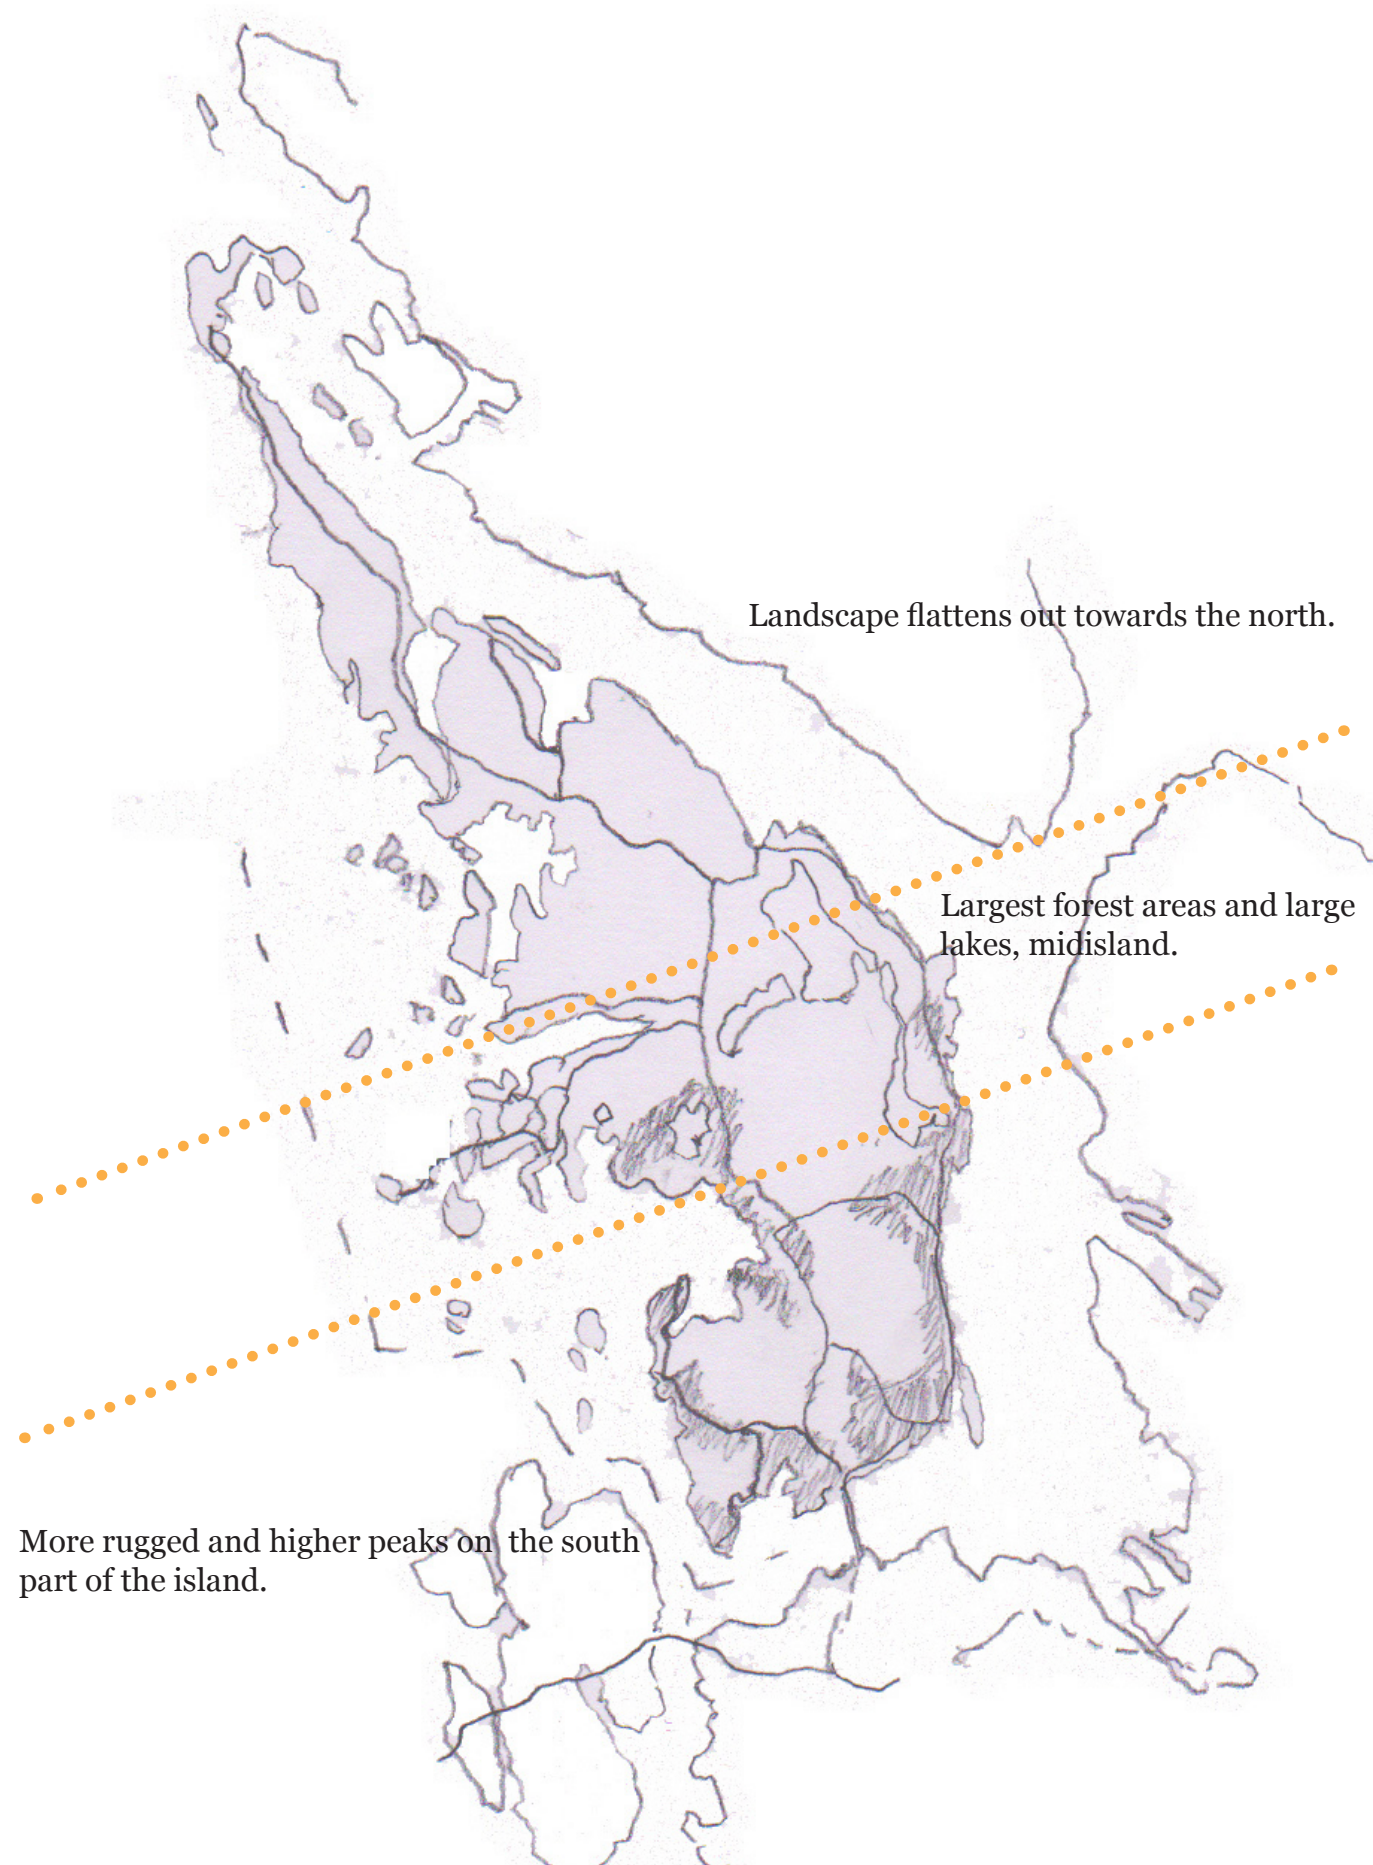 Landscape flattens out towards the north.
Largest forest areas and large
lakes, midisland.
More rugged and higher peaks on the south
part of the island.